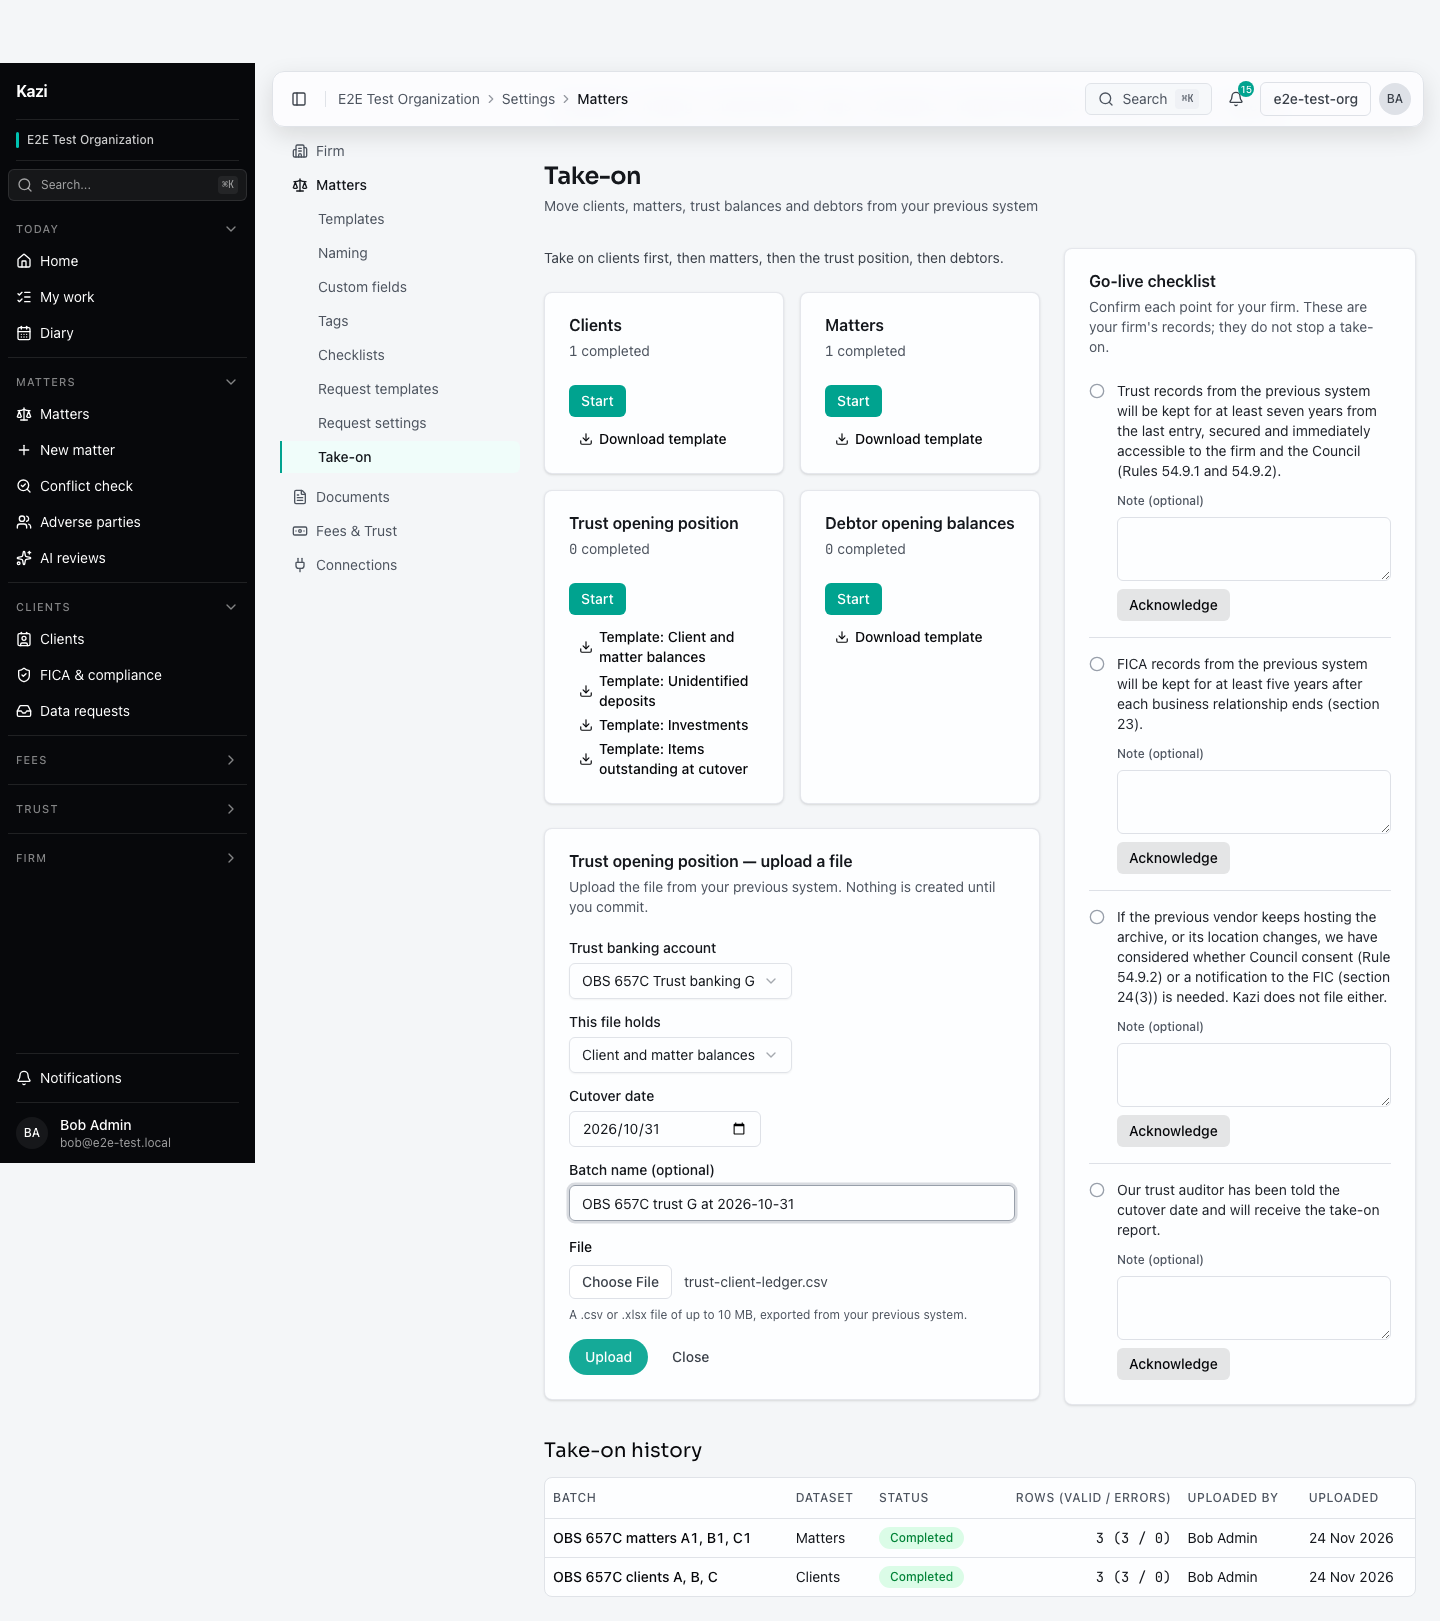 Kazi
E2E Test Organization
Search...
⌘K
TODAY
Home
My work
Diary
MATTERS
Matters
New matter
Conflict check
Adverse parties
AI reviews
CLIENTS
Clients
FICA & compliance
Data requests
FEES
TRUST
FIRM
Notifications
BA
Bob Admin
bob@e2e-test.local
E2E Test Organization > Settings > Matters
Search ⌘K
15
e2e-test-org
BA
Firm
Matters
Templates
Naming
Custom fields
Tags
Checklists
Request templates
Request settings
Take-on
Documents
Fees & Trust
Connections
Take-on
Move clients, matters, trust balances and debtors from your previous system
Take on clients first, then matters, then the trust position, then debtors.
Clients
1 completed
Start
Download template
Matters
1 completed
Start
Download template
Trust opening position
0 completed
Start
Template: Client and
matter balances
Template: Unidentified
deposits
Template: Investments
Template: Items
outstanding at cutover
Debtor opening balances
0 completed
Start
Download template
Trust opening position — upload a file
Upload the file from your previous system. Nothing is created until
you commit.
Trust banking account
OBS 657C Trust banking G
This file holds
Client and matter balances
Cutover date
2026/10/31
Batch name (optional)
OBS 657C trust G at 2026-10-31
File
Choose File trust-client-ledger.csv
A .csv or .xlsx file of up to 10 MB, exported from your previous system.
Upload
Close
Go-live checklist
Confirm each point for your firm. These are
your firm's records; they do not stop a take-
on.
Trust records from the previous system
will be kept for at least seven years from
the last entry, secured and immediately
accessible to the firm and the Council
(Rules 54.9.1 and 54.9.2).
Note (optional)
Acknowledge
FICA records from the previous system
will be kept for at least five years after
each business relationship ends (section
23).
Note (optional)
Acknowledge
If the previous vendor keeps hosting the
archive, or its location changes, we have
considered whether Council consent (Rule
54.9.2) or a notification to the FIC (section
24(3)) is needed. Kazi does not file either.
Note (optional)
Acknowledge
Our trust auditor has been told the
cutover date and will receive the take-on
report.
Note (optional)
Acknowledge
Take-on history
BATCH DATASET STATUS ROWS (VALID / ERRORS) UPLOADED BY UPLOADED
OBS 657C matters A1, B1, C1 Matters Completed 3 (3 / 0) Bob Admin 24 Nov 2026
OBS 657C clients A, B, C Clients Completed 3 (3 / 0) Bob Admin 24 Nov 2026